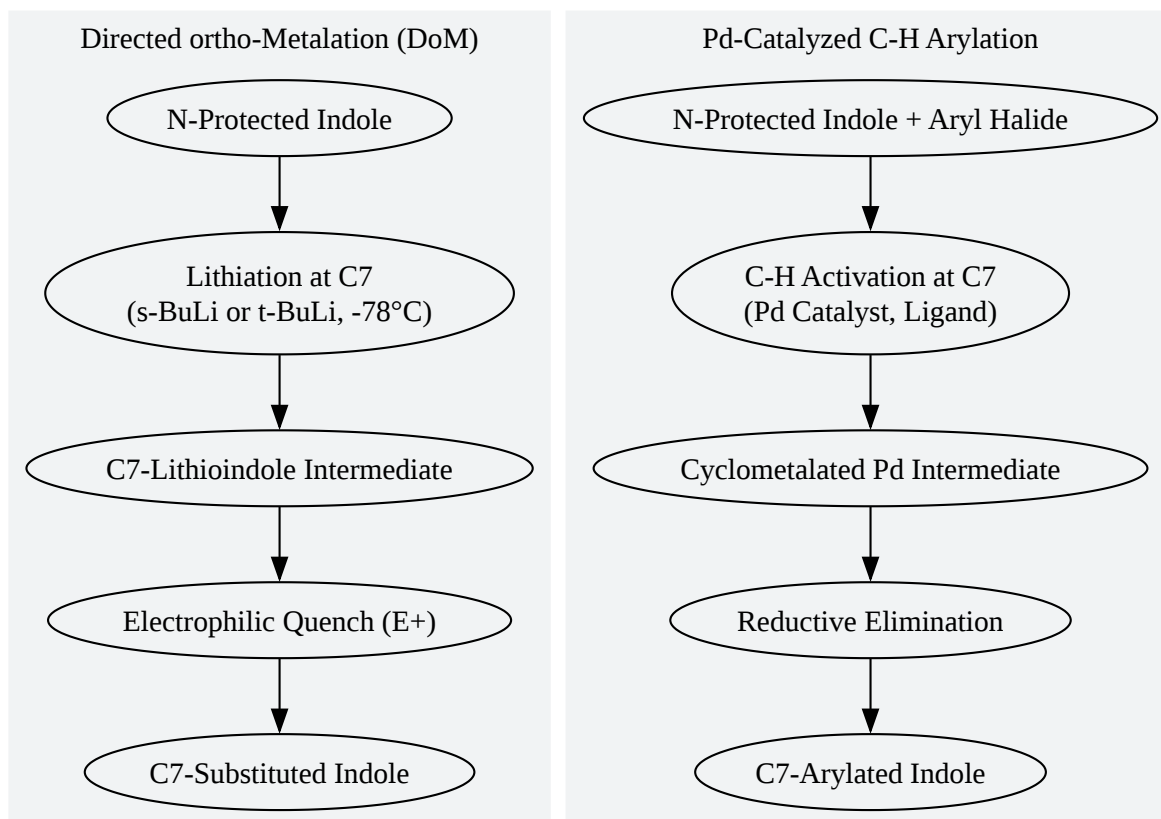 Directed ortho-Metalation (DoM)
N-Protected Indole
Lithiation at C7
(s-BuLi or t-BuLi, -78°C)
C7-Lithioindole Intermediate
Electrophilic Quench (E+)
C7-Substituted Indole
Pd-Catalyzed C-H Arylation
N-Protected Indole + Aryl Halide
C-H Activation at C7
(Pd Catalyst, Ligand)
Cyclometalated Pd Intermediate
Reductive Elimination
C7-Arylated Indole